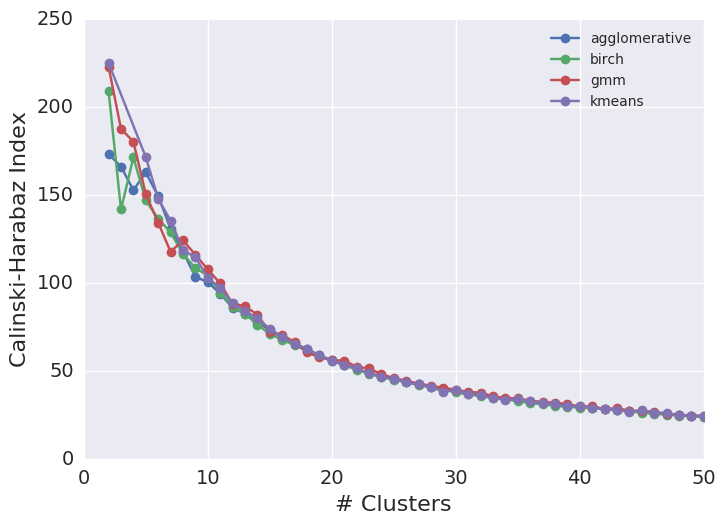 250
200
150
100
50
0
Calinski-Harabaz Index
agglomerative
birch
gmm
kmeans
0 10 20 30 40 50
# Clusters